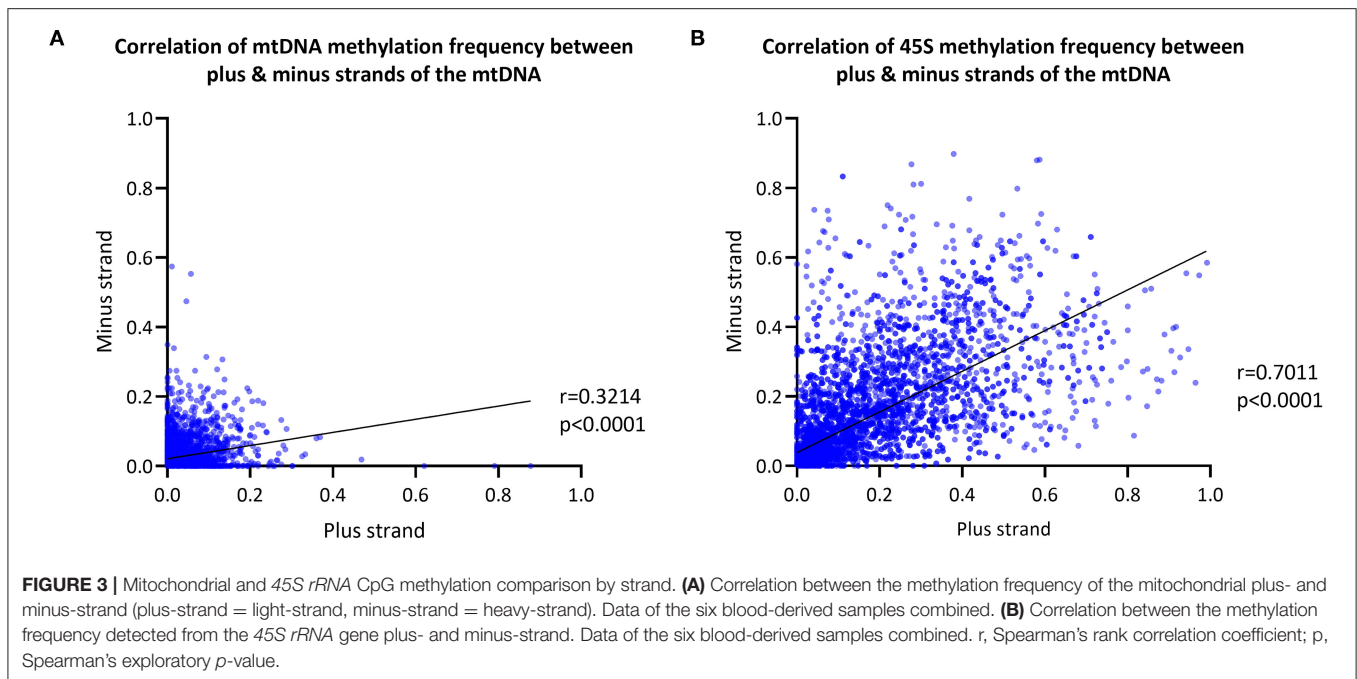 A
Correlation of mtDNA methylation frequency between
plus & minus strands of the mtDNA
1.0
0.8
0.6
0.4
0.2
0.0
Minus strand
0.0 0.2 0.4 0.6 0.8 1.0
Plus strand
r=0.3214
p<0.0001
B
Correlation of 45S methylation frequency between
plus & minus strands of the mtDNA
1.0
0.8
0.6
0.4
0.2
0.0
Minus strand
0.0 0.2 0.4 0.6 0.8 1.0
Plus strand
r=0.7011
p<0.0001
FIGURE 3 | Mitochondrial and 45S rRNA CpG methylation comparison by strand. (A) Correlation between the methylation frequency of the mitochondrial plus- and
minus-strand (plus-strand = light-strand, minus-strand = heavy-strand). Data of the six blood-derived samples combined. (B) Correlation between the methylation
frequency detected from the 45S rRNA gene plus- and minus-strand. Data of the six blood-derived samples combined. r, Spearman's rank correlation coefficient; p,
Spearman's exploratory p-value.